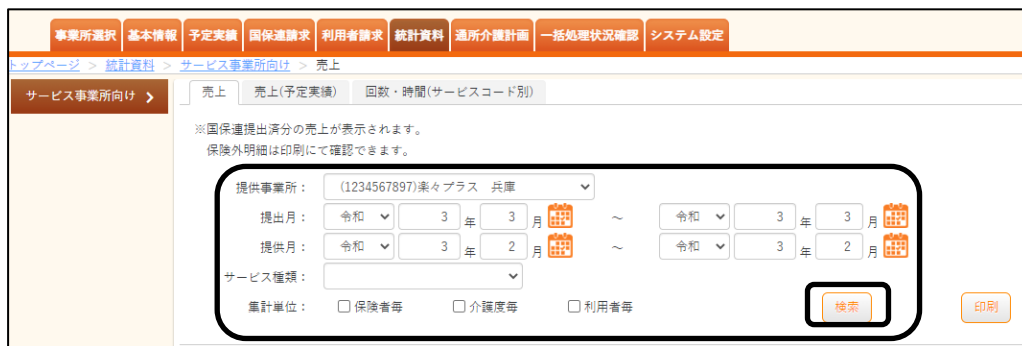 事業所選択 基本情報 予定実績 国保連請求 利用者請求 統計資料 通所介護計画 一括処理状況確認 システム設定
トップページ > 統計資料 > サービス事業所向け > 売上
サービス事業所向け
売上 売上(予定実績) 回数・時間(サービスコード別)
※国保連提出済分の売上が表示されます。
保険外明細は印刷にて確認できます。
提供事業所： (1234567897)楽々プラス 兵庫
提出月： 令和 3 年 3 月 ～ 令和 3 年 3 月
提供月： 令和 3 年 2 月 ～ 令和 3 年 2 月
サービス種類：
集計単位： 保険者毎 介護度毎 利用者毎 検索 印刷